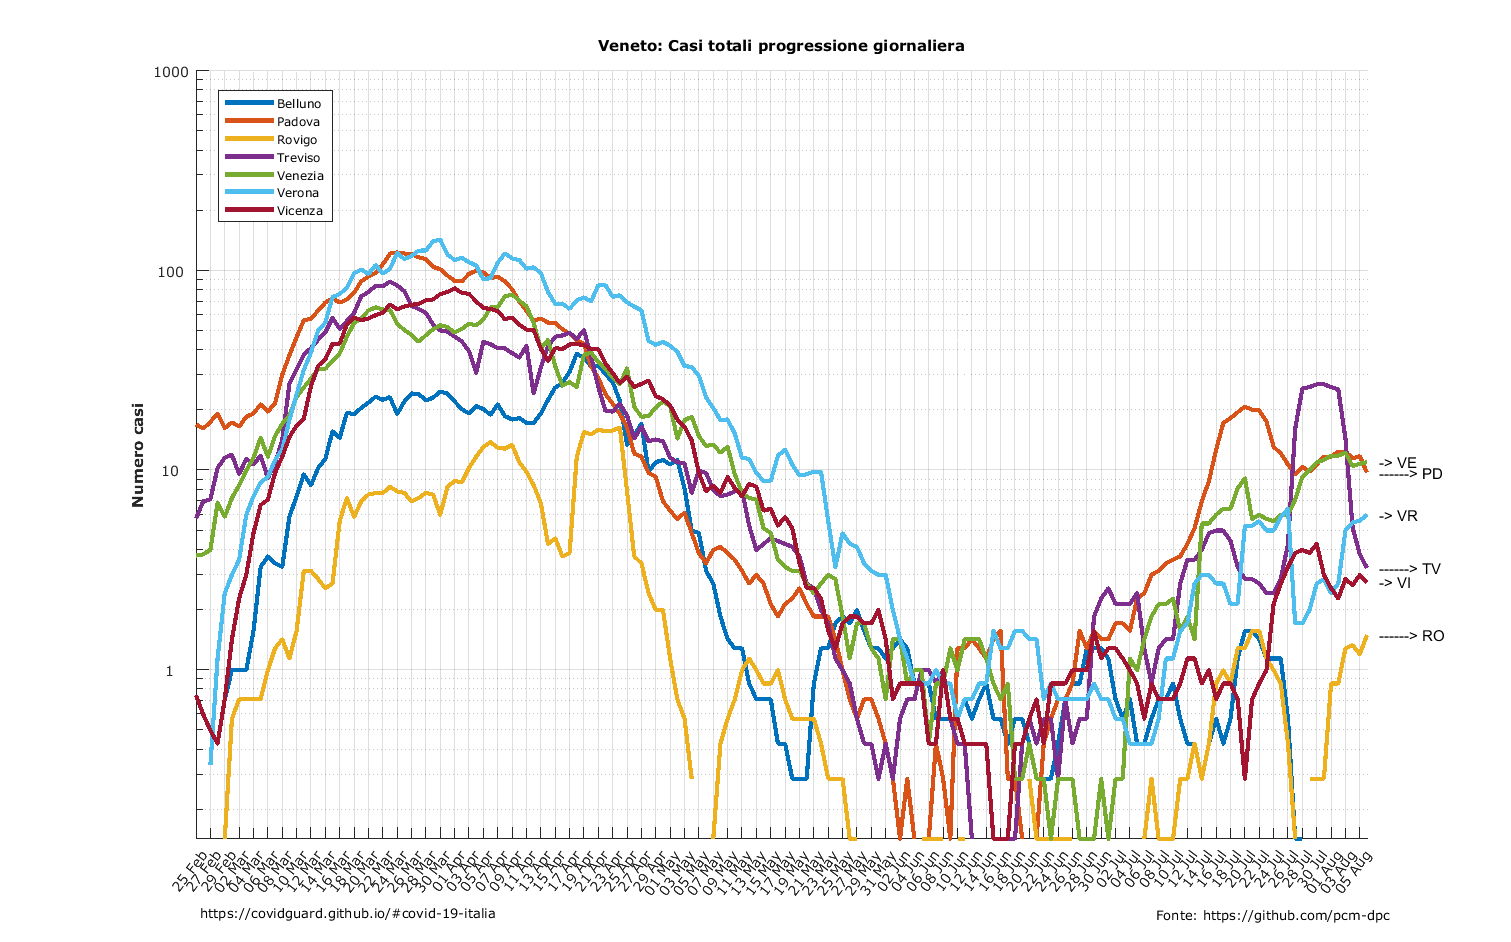 Veneto: Casi totali progressione giornaliera
Numero casi
1000
100
10
1
Belluno
Padova
Rovigo
Treviso
Venezia
Verona
Vicenza
-> VE
------> PD
-> VR
------> TV
-> VI
------> RO
25 Feb
27 Feb
29 Feb
02 Mar
04 Mar
06 Mar
08 Mar
10 Mar
12 Mar
14 Mar
16 Mar
18 Mar
20 Mar
22 Mar
24 Mar
26 Mar
28 Mar
30 Mar
01 Apr
03 Apr
05 Apr
07 Apr
09 Apr
11 Apr
13 Apr
15 Apr
17 Apr
19 Apr
21 Apr
23 Apr
25 Apr
27 Apr
29 Apr
01 May
03 May
05 May
07 May
09 May
11 May
13 May
15 May
17 May
19 May
21 May
23 May
25 May
27 May
29 May
31 May
02 Jun
04 Jun
06 Jun
08 Jun
10 Jun
12 Jun
14 Jun
16 Jun
18 Jun
20 Jun
22 Jun
24 Jun
26 Jun
28 Jun
30 Jun
02 Jul
04 Jul
06 Jul
08 Jul
10 Jul
12 Jul
14 Jul
16 Jul
18 Jul
20 Jul
22 Jul
24 Jul
26 Jul
28 Jul
30 Jul
01 Aug
03 Aug
05 Aug
https://covidguard.github.io/#covid-19-italia
Fonte: https://github.com/pcm-dpc